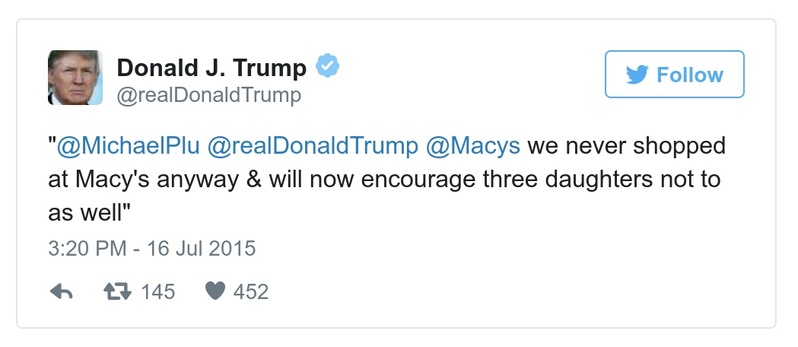 Donald J. Trump
@realDonaldTrump
Follow
"@MichaelPlu @realDonaldTrump @Macys we never shopped
at Macy's anyway & will now encourage three daughters not to
as well"
3:20 PM - 16 Jul 2015
145 452